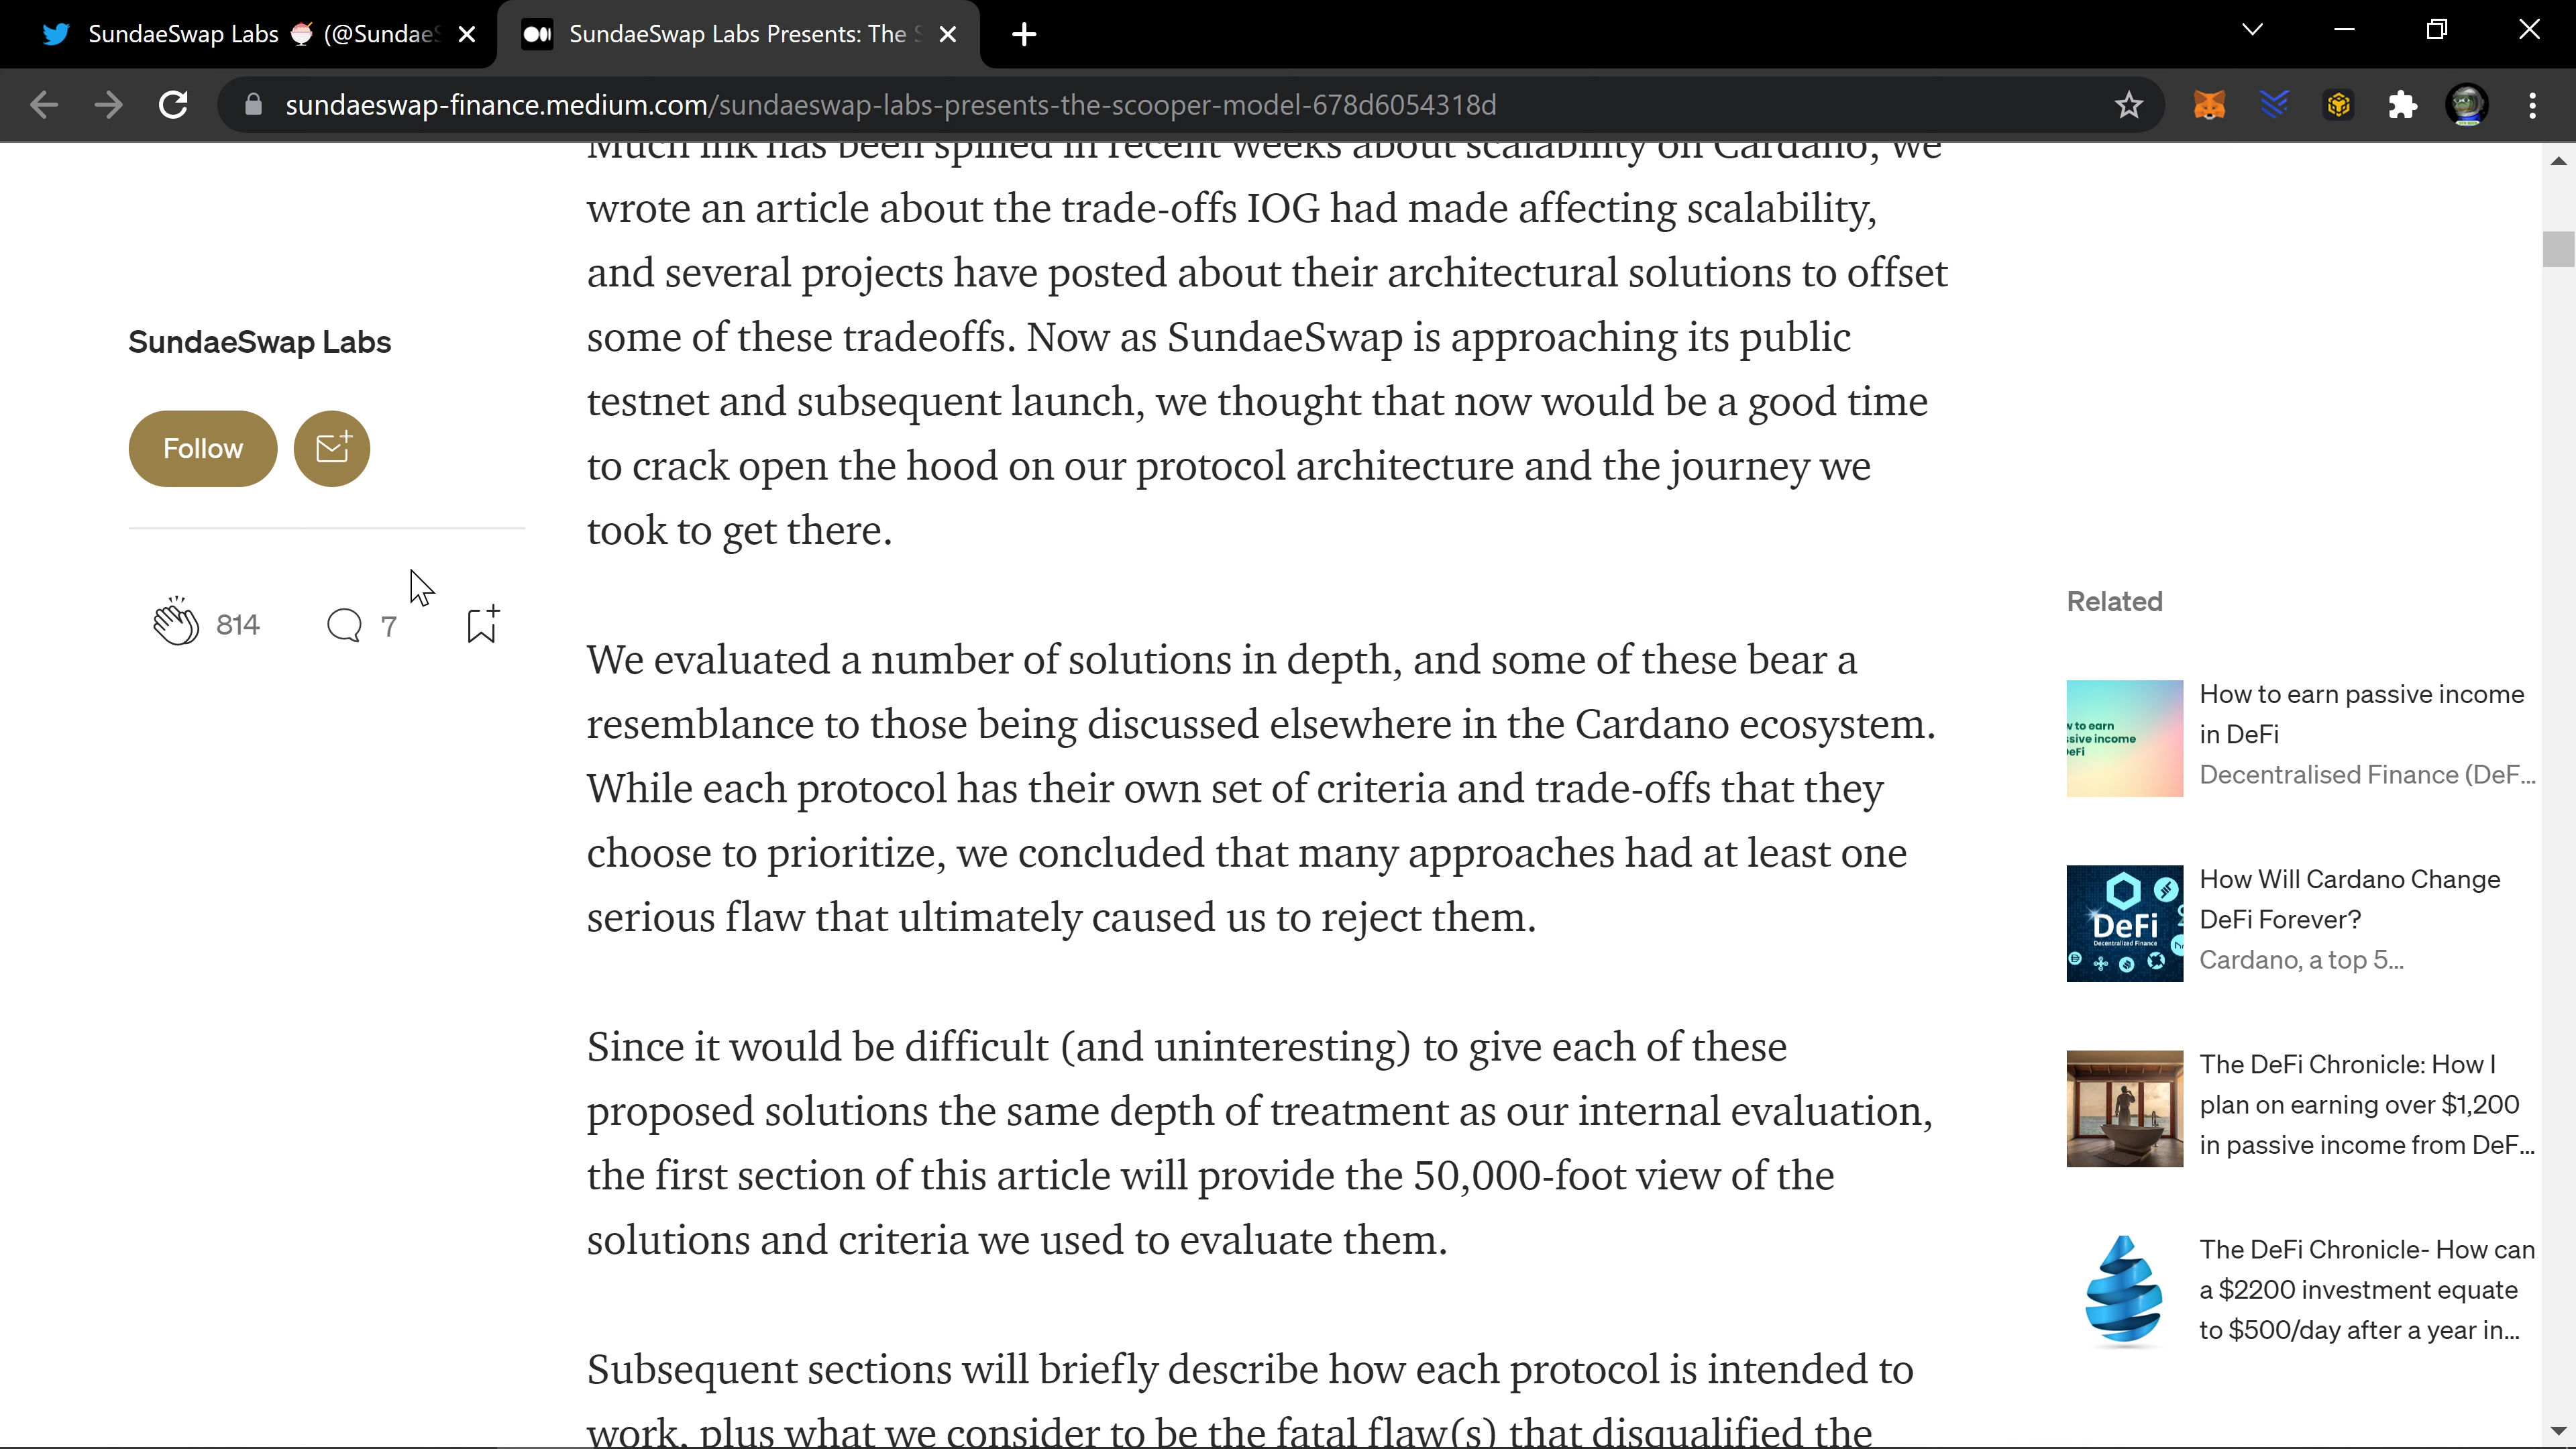 SundaeSwap Labs 🍨 (@SundaeS
SundaeSwap Labs Presents: The S
sundaeswap-finance.medium.com/sundaeswap-labs-presents-the-scooper-model-678d6054318d
Much ink has been spilled in recent weeks about scalability on Cardano; we
wrote an article about the trade-offs IOG had made affecting scalability,
and several projects have posted about their architectural solutions to offset
some of these tradeoffs. Now as SundaeSwap is approaching its public
testnet and subsequent launch, we thought that now would be a good time
to crack open the hood on our protocol architecture and the journey we
took to get there.
We evaluated a number of solutions in depth, and some of these bear a
resemblance to those being discussed elsewhere in the Cardano ecosystem.
While each protocol has their own set of criteria and trade-offs that they
choose to prioritize, we concluded that many approaches had at least one
serious flaw that ultimately caused us to reject them.
Since it would be difficult (and uninteresting) to give each of these
proposed solutions the same depth of treatment as our internal evaluation,
the first section of this article will provide the 50,000-foot view of the
solutions and criteria we used to evaluate them.
Subsequent sections will briefly describe how each protocol is intended to
work, plus what we consider to be the fatal flaw(s) that disqualified the
SundaeSwap Labs
Follow
814
7
Related
w to earn
ssive income
DeFi
How to earn passive income
in DeFi
Decentralised Finance (DeF...
DeFi
Decentralized Finance
How Will Cardano Change
DeFi Forever?
Cardano, a top 5...
The DeFi Chronicle: How I
plan on earning over $1,200
in passive income from DeF...
The DeFi Chronicle- How can
a $2200 investment equate
to $500/day after a year in...